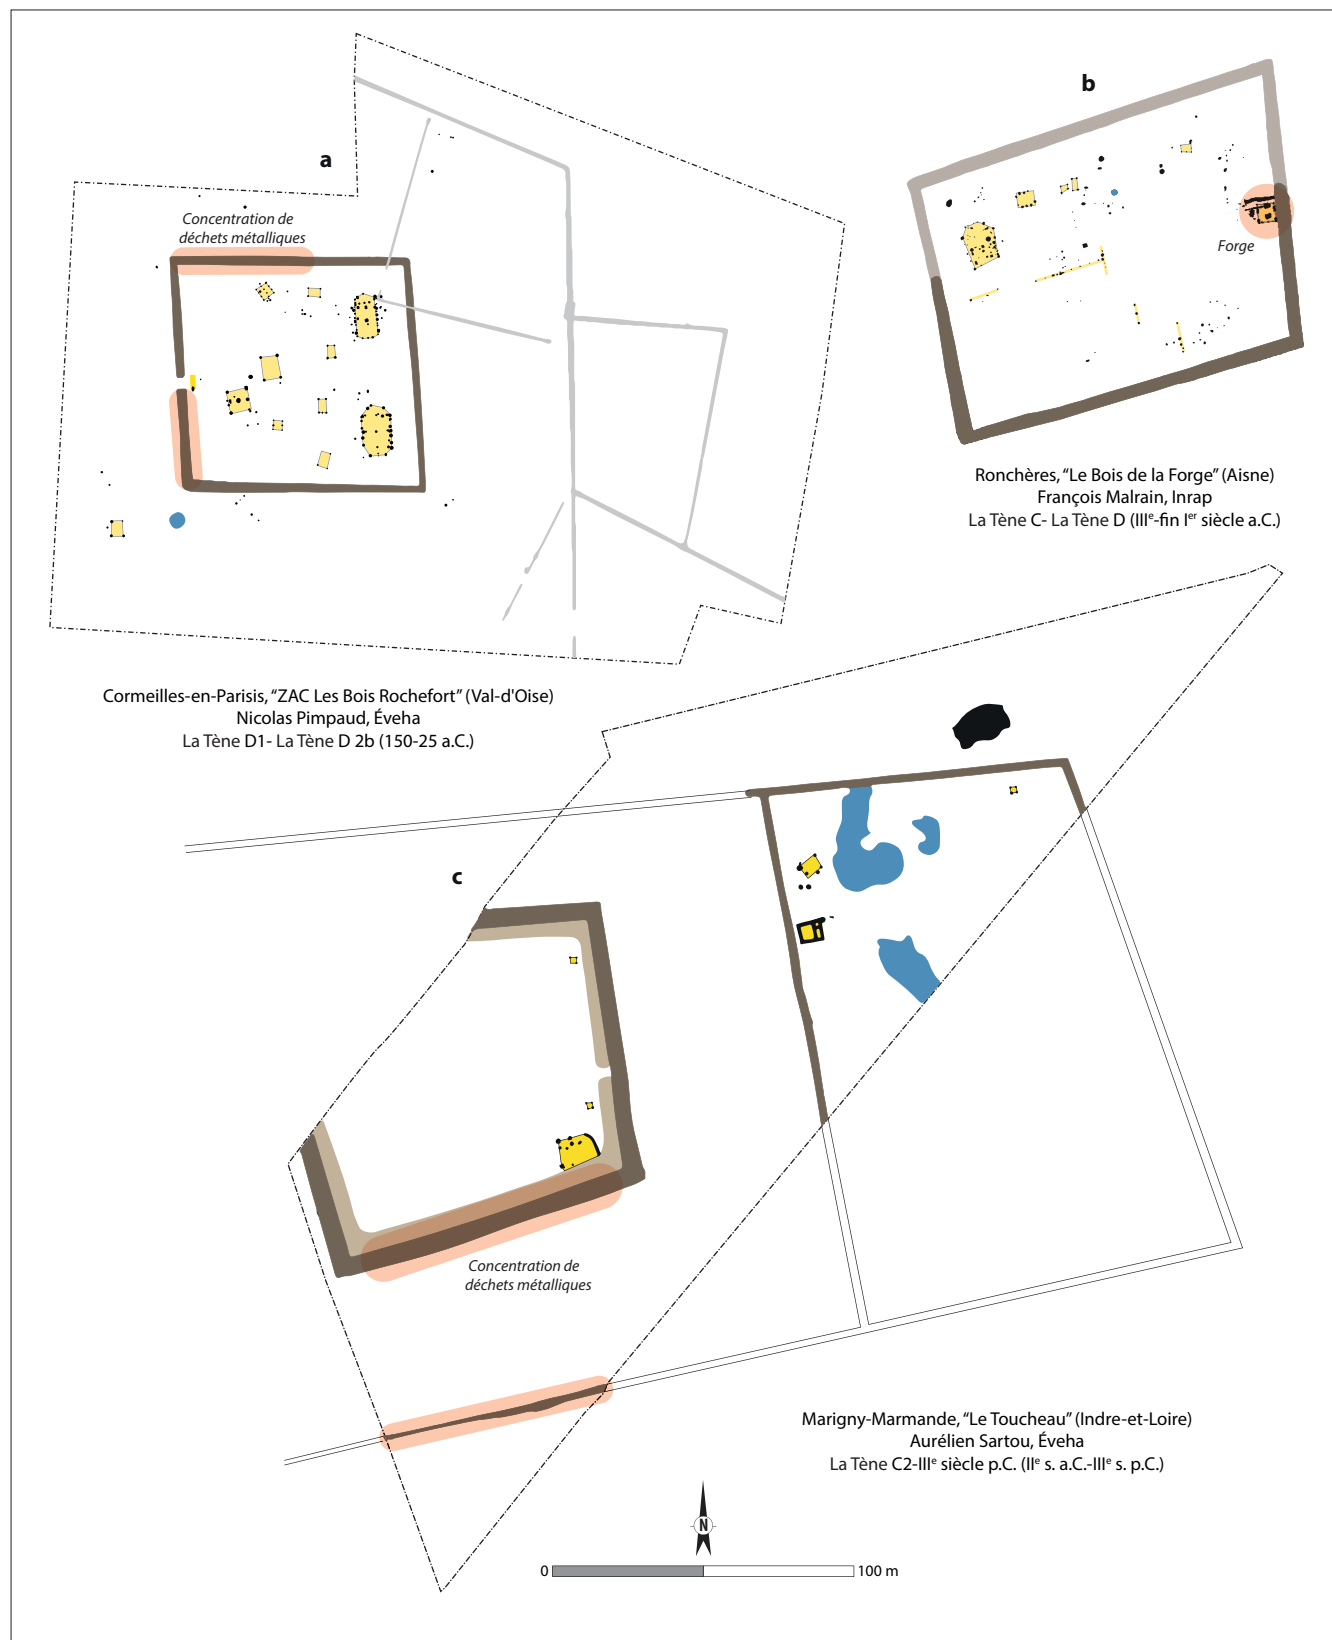 a
Concentration de
déchets métalliques
Cormeilles-en-Parisis, “ZAC Les Bois Rochefort” (Val-d'Oise)
Nicolas Pimpaud, Éveha
La Tène D1- La Tène D 2b (150-25 a.C.)
b
Forge
Ronchères, “Le Bois de la Forge” (Aisne)
François Malrain, Inrap
La Tène C- La Tène D (IIIe-fin Ier siècle a.C.)
c
Concentration de
déchets métalliques
Marigny-Marmande, “Le Toucheau” (Indre-et-Loire)
Aurélien Sartou, Éveha
La Tène C2-IIIe siècle p.C. (IIe s. a.C.-IIIe s. p.C.)
N
0 100 m